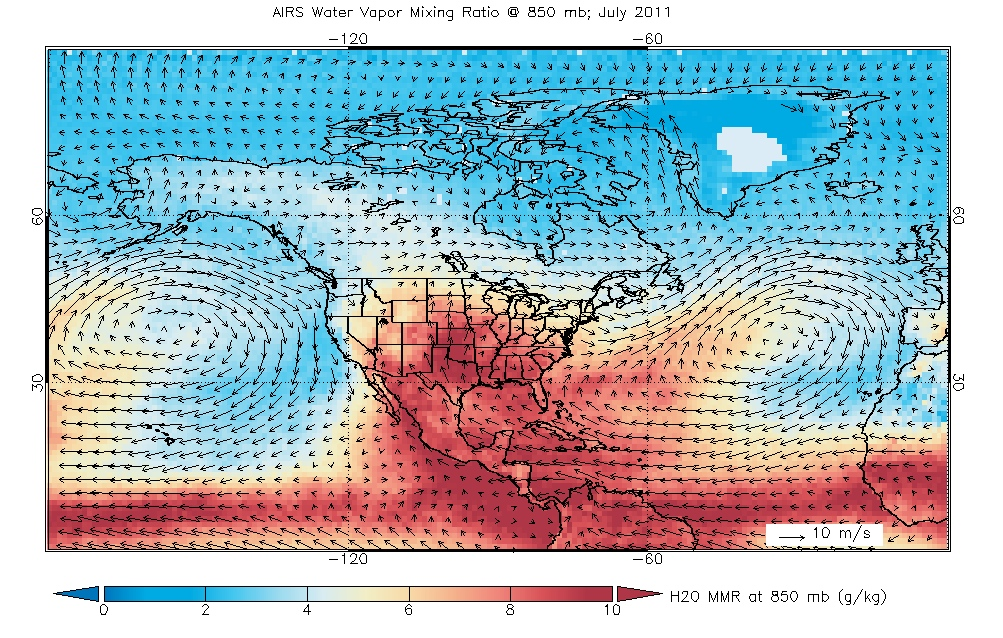 AIRS Water Vapor Mixing Ratio @ 850 mb; July 2011
-120 -60
60 60
30 30
10 m/s
-120 -60
0 2 4 6 8 10 H2O MMR at 850 mb (g/kg)